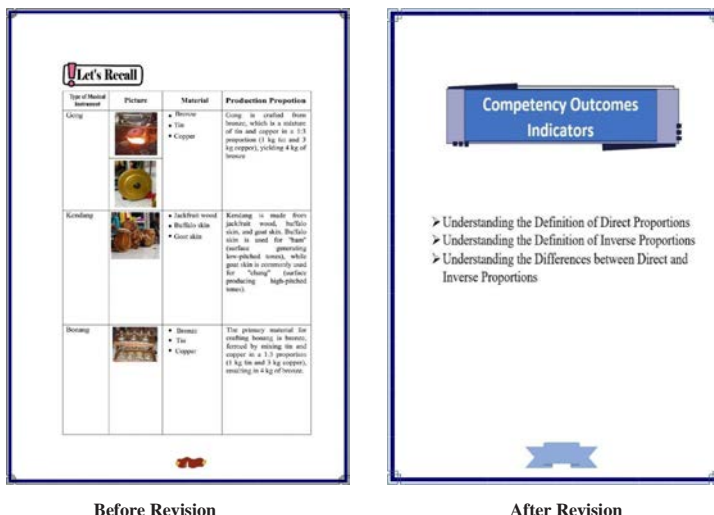 Let's Recall
Type of Musical
Instrument
Picture
Material
Production Propotion
Gong
• Bronze
• Tin
• Copper
Gong is crafted from
bronze, which is a mixture
of tin and copper in a 1:3
proportion (1 kg tin and 3
kg copper), yielding 4 kg of
bronze
Kendang
• Jackfruit wood
• Buffalo skin
• Goat skin
Kendang is made from
jackfruit wood, buffalo
skin, and goat skin. Buffalo
skin is used for "bam"
(surface generating
low-pitched tones), while
goat skin is commonly used
for "chang" (surface
producing high-pitched
tones).
Bonang
• Bronze
• Tin
• Copper
The primary material for
crafting bonang is bronze,
formed by mixing tin and
copper in a 1:3 proportion
(1 kg tin and 3 kg copper),
resulting in 4 kg of bronze.
Competency Outcomes
Indicators
➤ Understanding the Definition of Direct Proportions
➤ Understanding the Definition of Inverse Proportions
➤ Understanding the Differences between Direct and
Inverse Proportions
Before Revision
After Revision